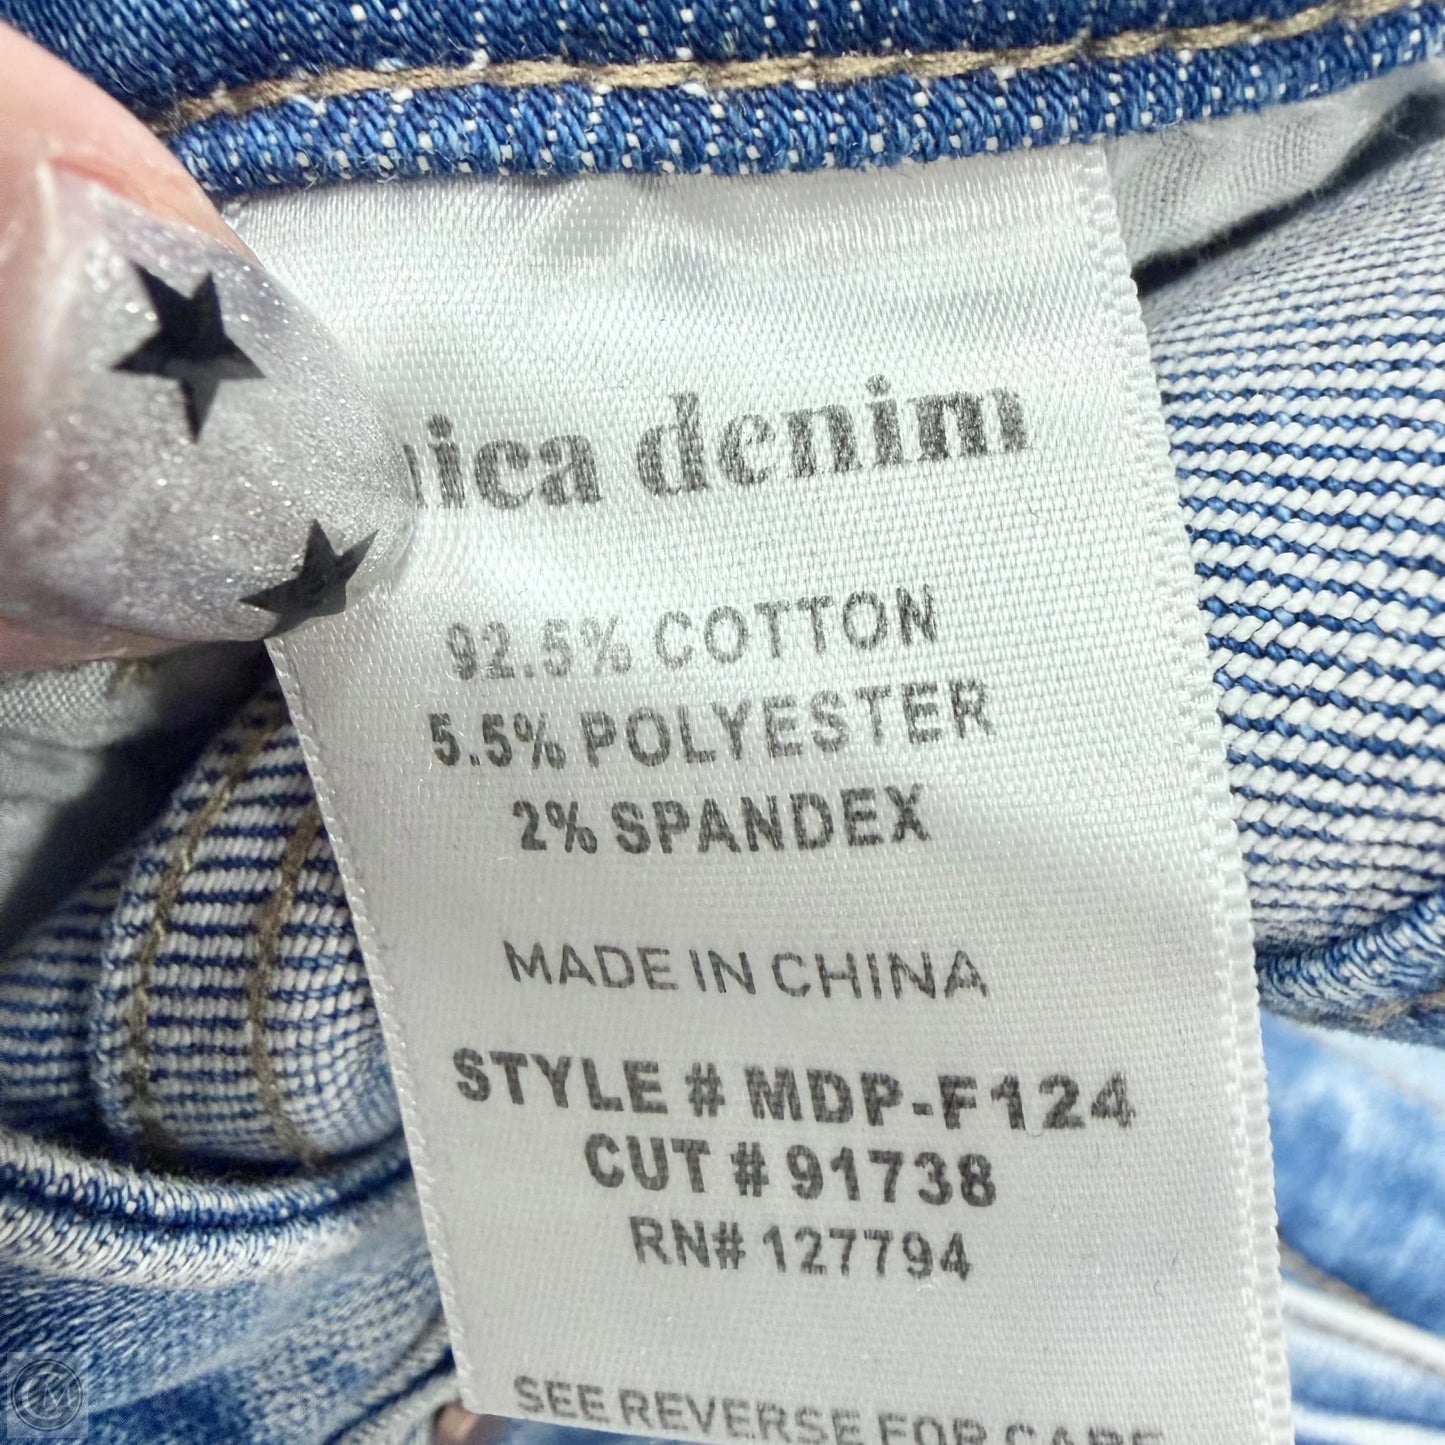 denim
92.5% COTTON
5.5% POLYESTER
2% SPANDEX
MADE IN CHINA
STYLE # MDP-F124
CUT # 91738
RN# 127794
SEE REVERSE FOR CARE